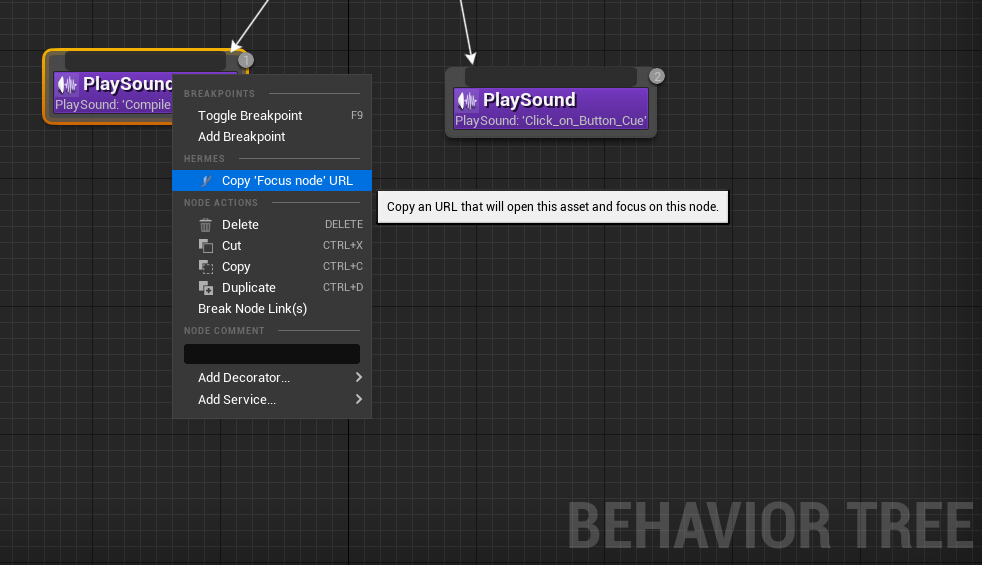 1
PlaySound
PlaySound: 'Compile
2
PlaySound
PlaySound: 'Click_on_Button_Cue'
BREAKPOINTS
Toggle Breakpoint F9
Add Breakpoint
HERMES
Copy 'Focus node' URL
Copy an URL that will open this asset and focus on this node.
NODE ACTIONS
Delete DELETE
Cut CTRL+X
Copy CTRL+C
Duplicate CTRL+D
Break Node Link(s)
NODE COMMENT
Add Decorator...
Add Service...
BEHAVIOR TREE